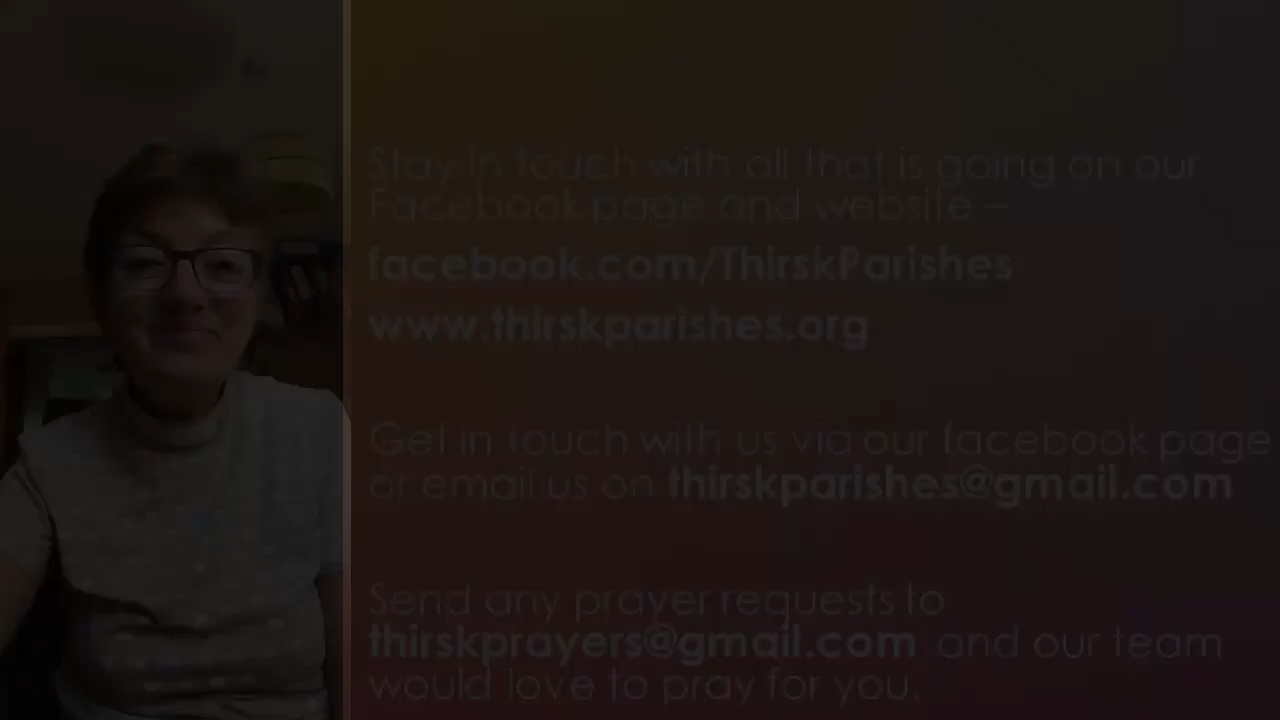 Stay in touch with all that is going on our
Facebook page and website –
facebook.com/ThirskParishes
www.thirskparishes.org
Get in touch with us via our facebook page
or email us on thirskparishes@gmail.com
Send any prayer requests to
thirskprayers@gmail.com and our team
would love to pray for you.